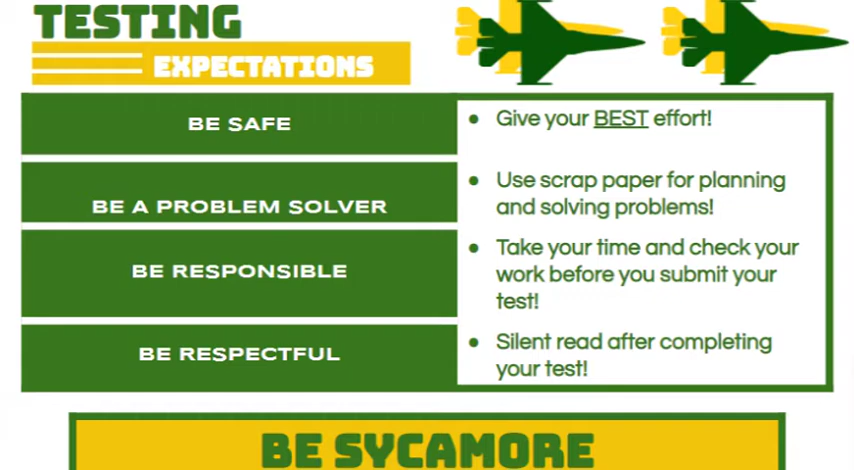 TESTING
EXPECTATIONS
BE SAFE
• Give your BEST effort!
BE A PROBLEM SOLVER
• Use scrap paper for planning
and solving problems!
BE RESPONSIBLE
• Take your time and check your
work before you submit your
test!
BE RESPECTFUL
• Silent read after completing
your test!
BE SYCAMORE